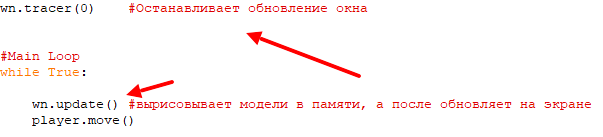 wn.tracer(0) #Останавливает обновление окна
#Main Loop
while True:
wn.update() #вырисовывает модели в памяти, а после обновляет на экране
player.move()